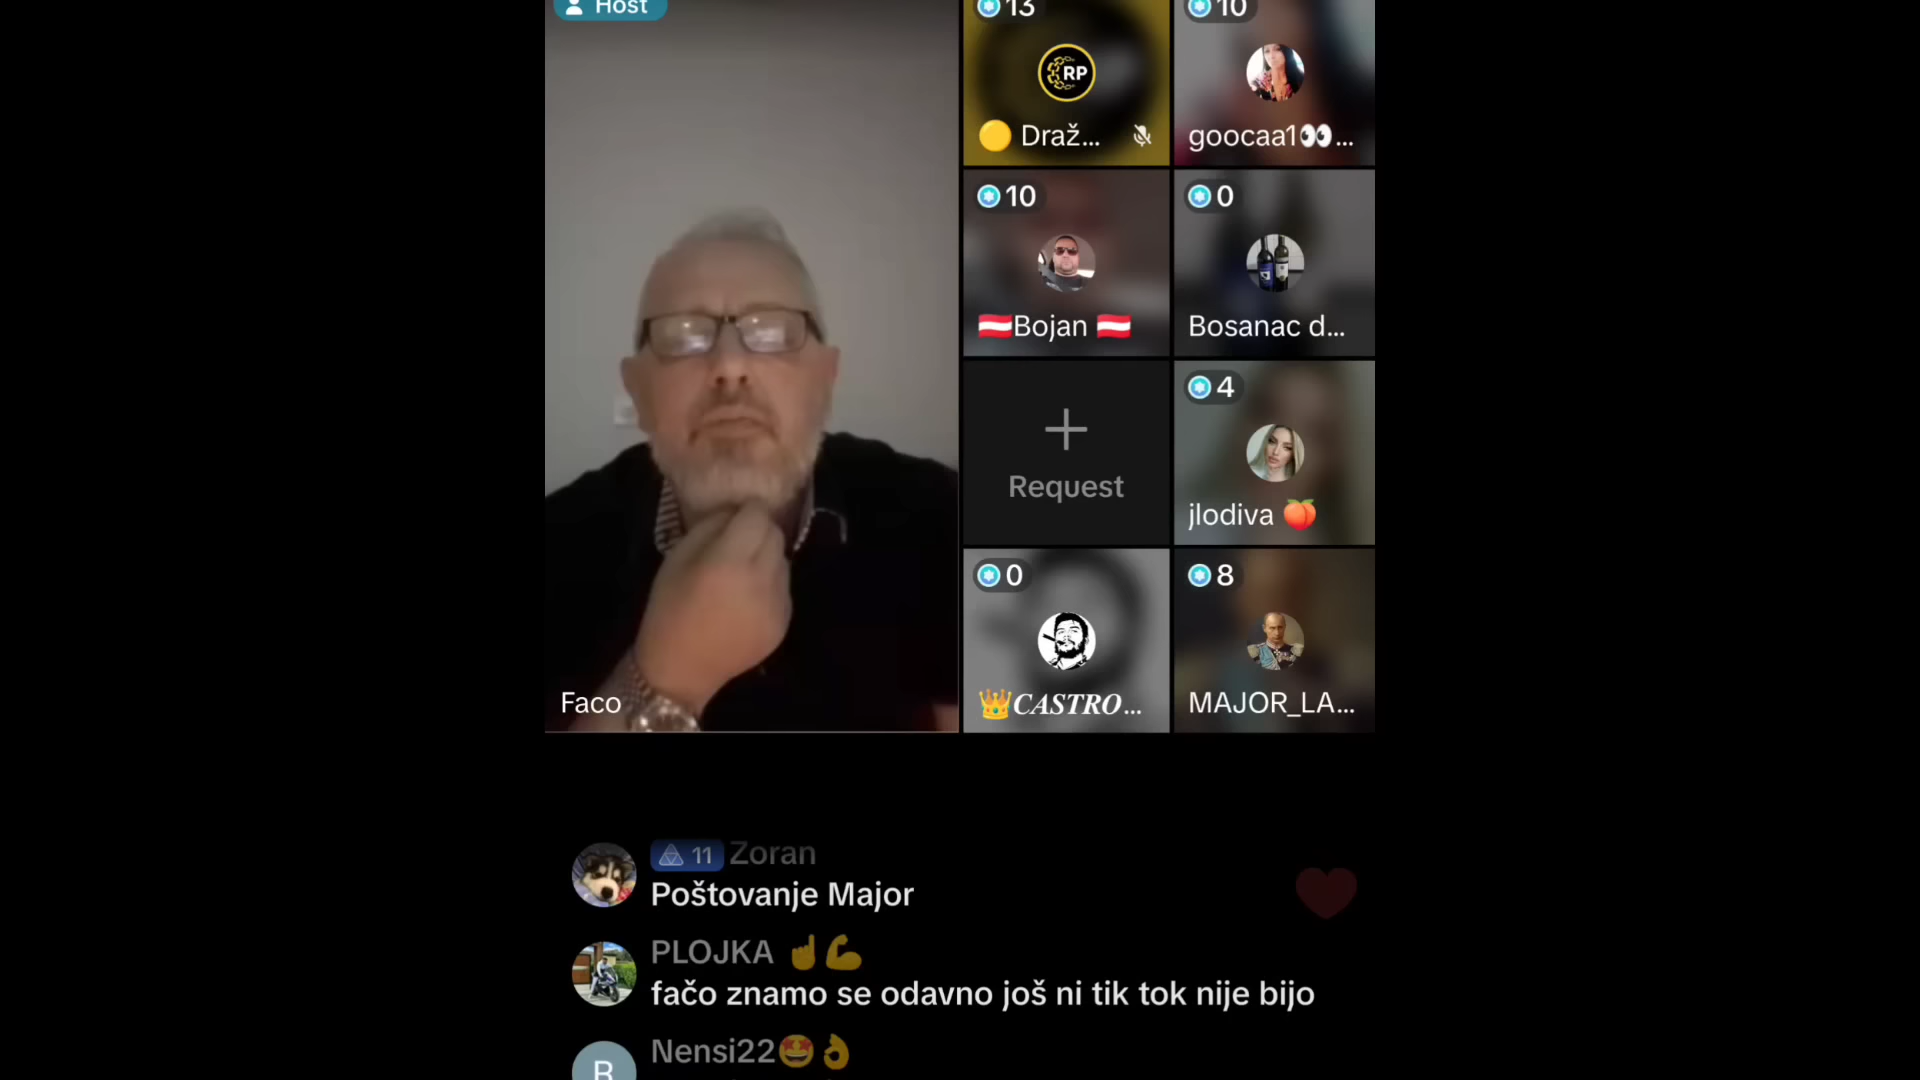 Host
13
10
RP
Draž...
goocaa1👀...
10
0
🇦🇹Bojan 🇦🇹
Bosanac d...
4
Request
jlodiva 🍑
0
8
Faco
👑CASTRO...
MAJOR_LA...
11 Zoran
Poštovanje Major
PLOJKA ☝️💪
fačo znamo se odavno još ni tik tok nije bijo
Nensi22🤩👌